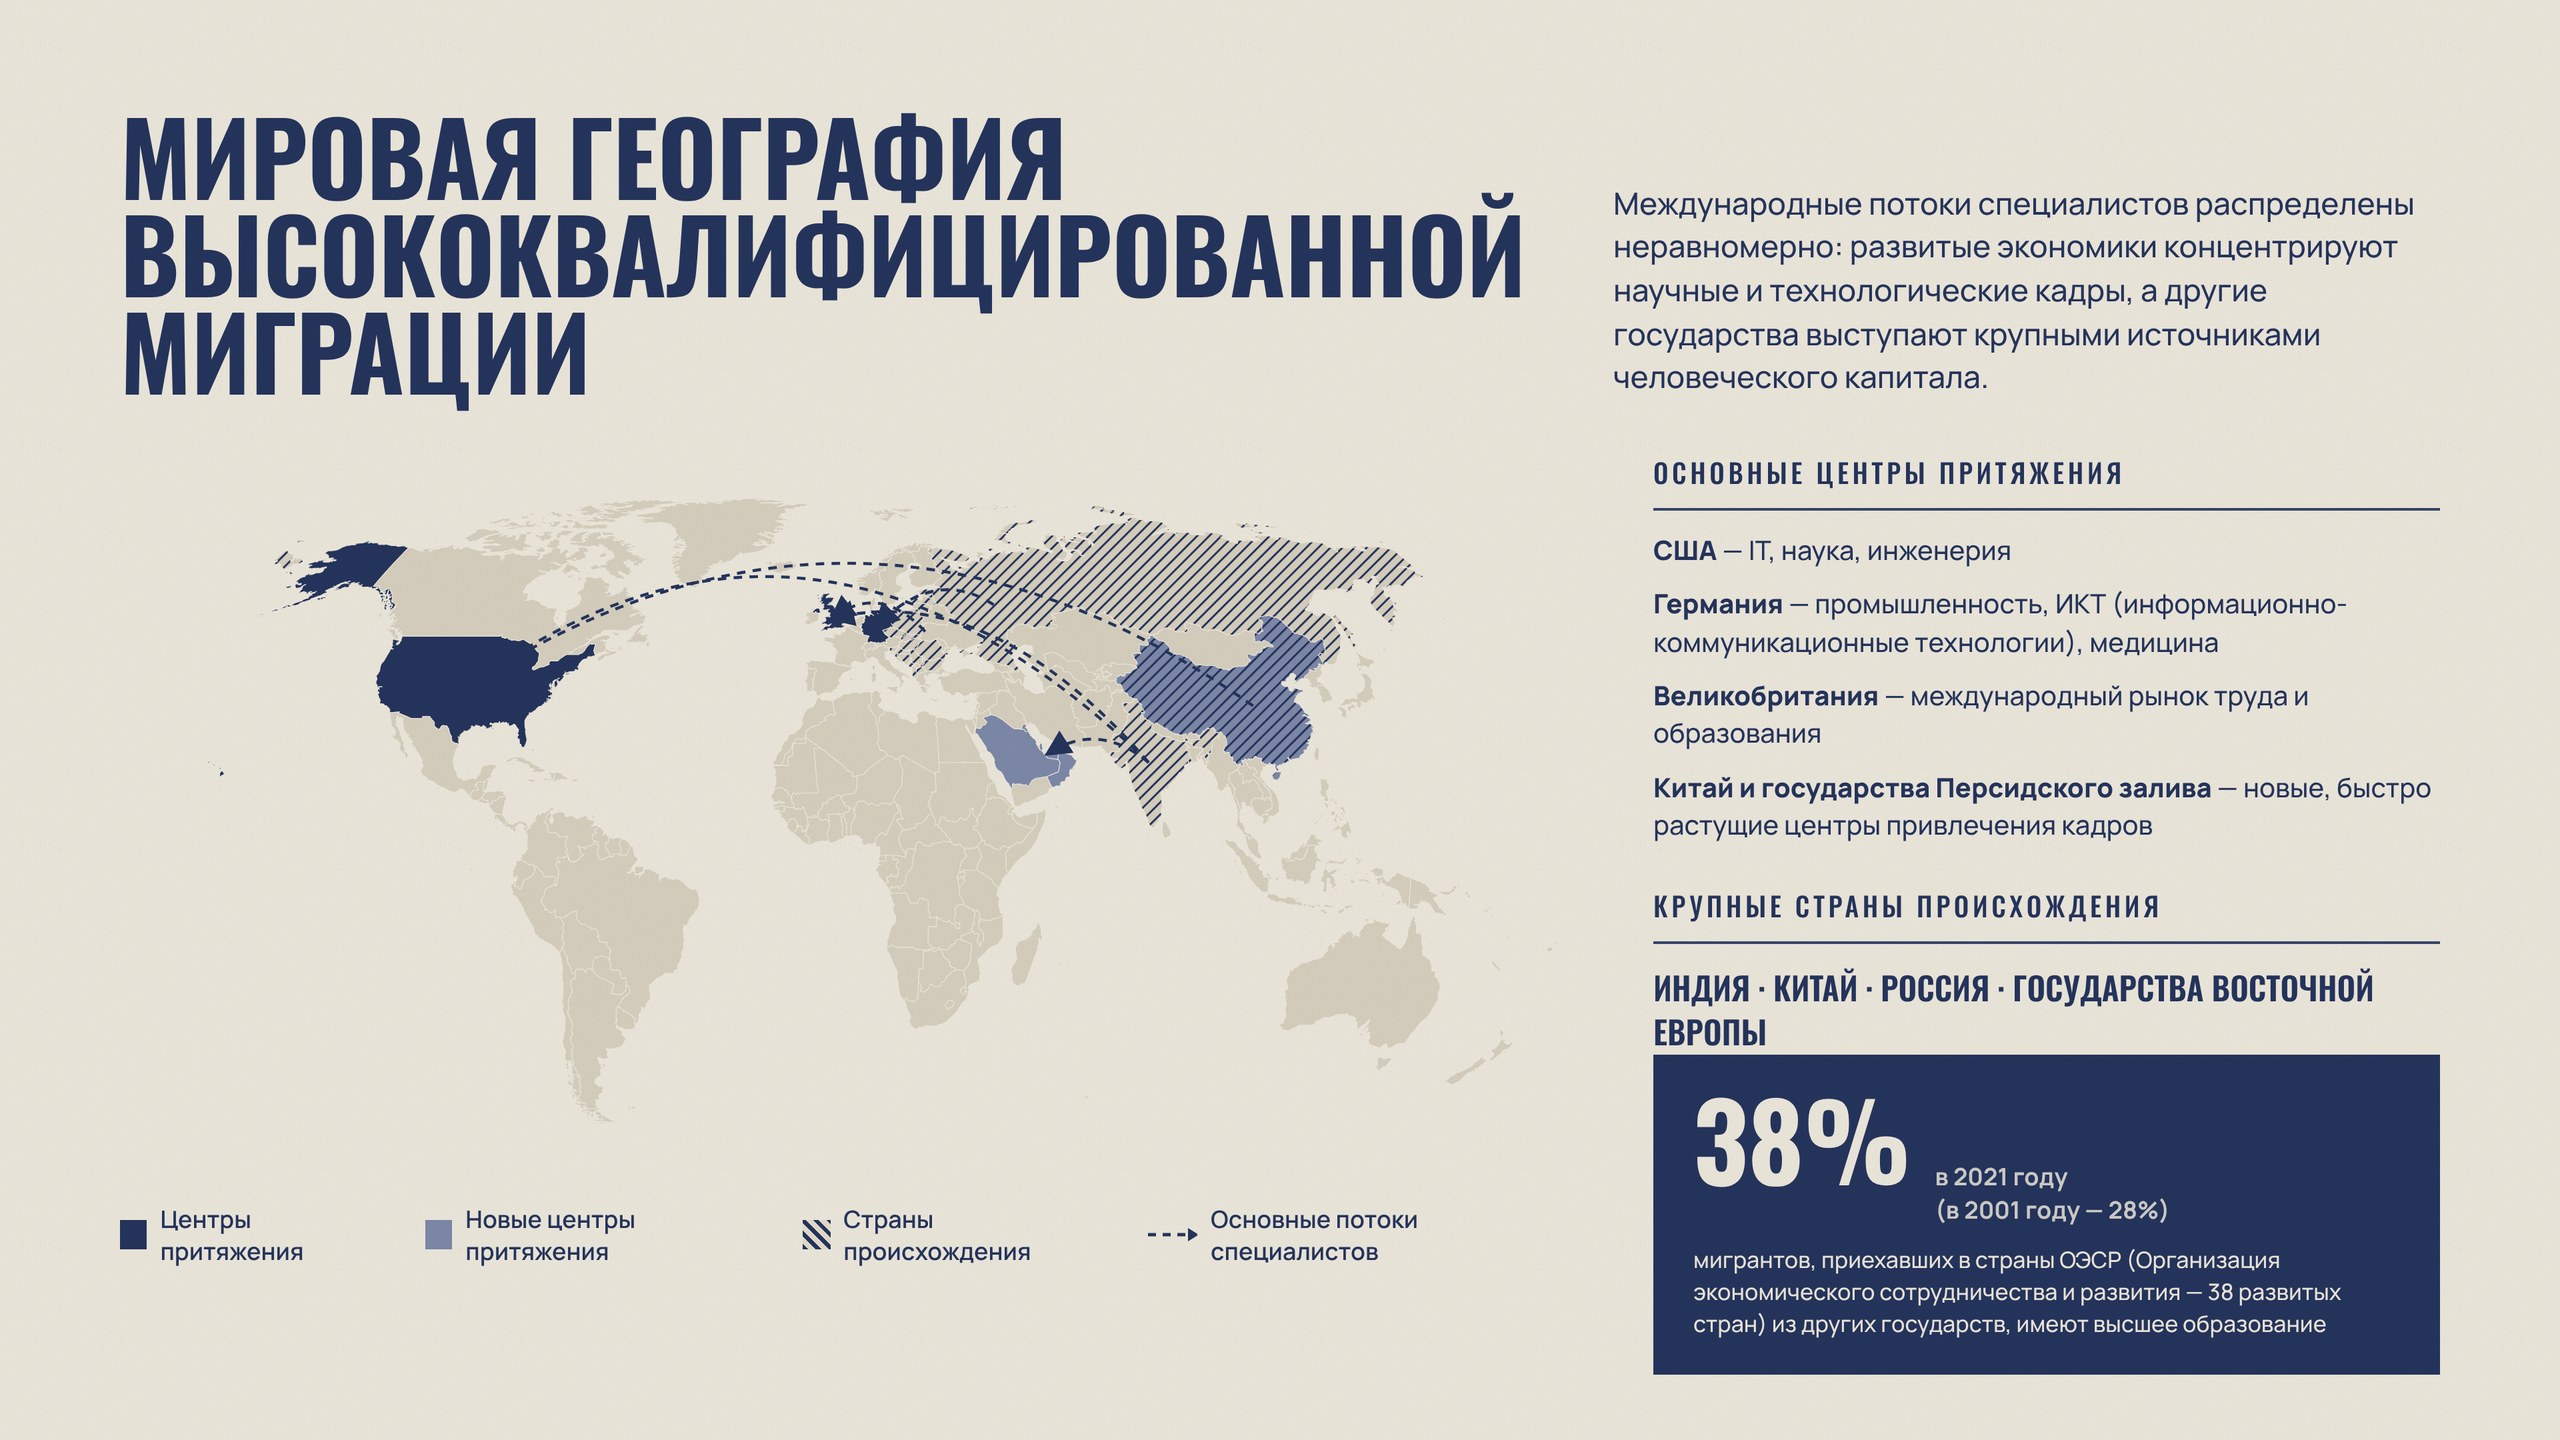 МИРОВАЯ ГЕОГРАФИЯ
ВЫСОКОКВАЛИФИЦИРОВАННОЙ
МИГРАЦИИ
Международные потоки специалистов распределены
неравномерно: развитые экономики концентрируют
научные и технологические кадры, а другие
государства выступают крупными источниками
человеческого капитала.
ОСНОВНЫЕ ЦЕНТРЫ ПРИТЯЖЕНИЯ
США — IT, наука, инженерия
Германия — промышленность, ИКТ (информационно-
коммуникационные технологии), медицина
Великобритания — международный рынок труда и
образования
Китай и государства Персидского залива — новые, быстро
растущие центры привлечения кадров
КРУПНЫЕ СТРАНЫ ПРОИСХОЖДЕНИЯ
ИНДИЯ · КИТАЙ · РОССИЯ · ГОСУДАРСТВА ВОСТОЧНОЙ
ЕВРОПЫ
38%
в 2021 году
(в 2001 году — 28%)
мигрантов, приехавших в страны ОЭСР (Организация
экономического сотрудничества и развития — 38 развитых
стран) из других государств, имеют высшее образование
Центры
притяжения
Новые центры
притяжения
Страны
происхождения
Основные потоки
специалистов